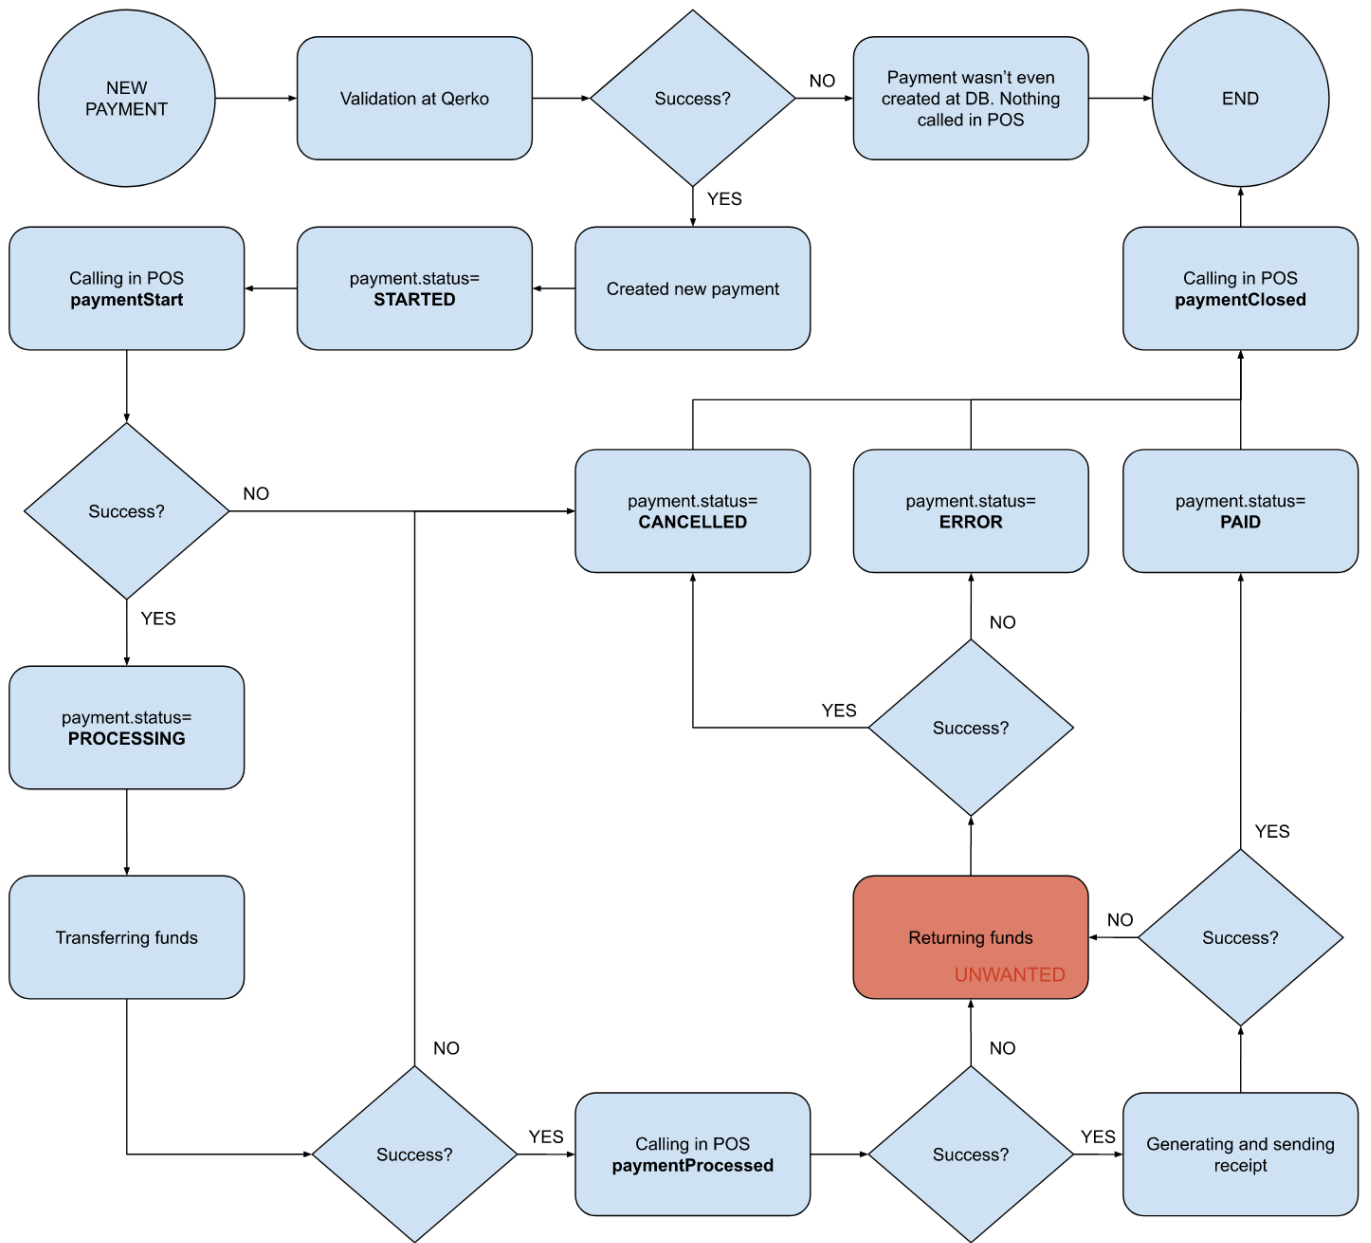 NEW
PAYMENT
Validation at Qerko
Success?
NO
Payment wasn't even
created at DB. Nothing
called in POS
END
YES
Calling in POS
paymentStart
payment.status=
STARTED
Created new payment
Calling in POS
paymentClosed
Success?
NO
payment.status=
CANCELLED
payment.status=
ERROR
payment.status=
PAID
YES
NO
payment.status=
PROCESSING
YES
Success?
YES
Transferring funds
Returning funds
UNWANTED
NO
Success?
NO
NO
Success?
YES
Calling in POS
paymentProcessed
Success?
YES
Generating and sending
receipt